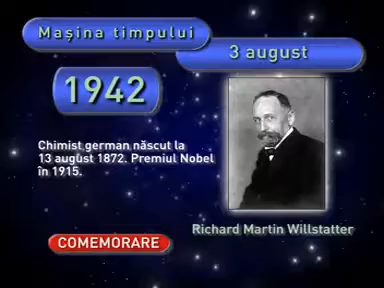 Mașina timpului
3 august
1942
Chimist german născut la
13 august 1872. Premiul Nobel
în 1915.
Richard Martin Willstatter
COMEMORARE